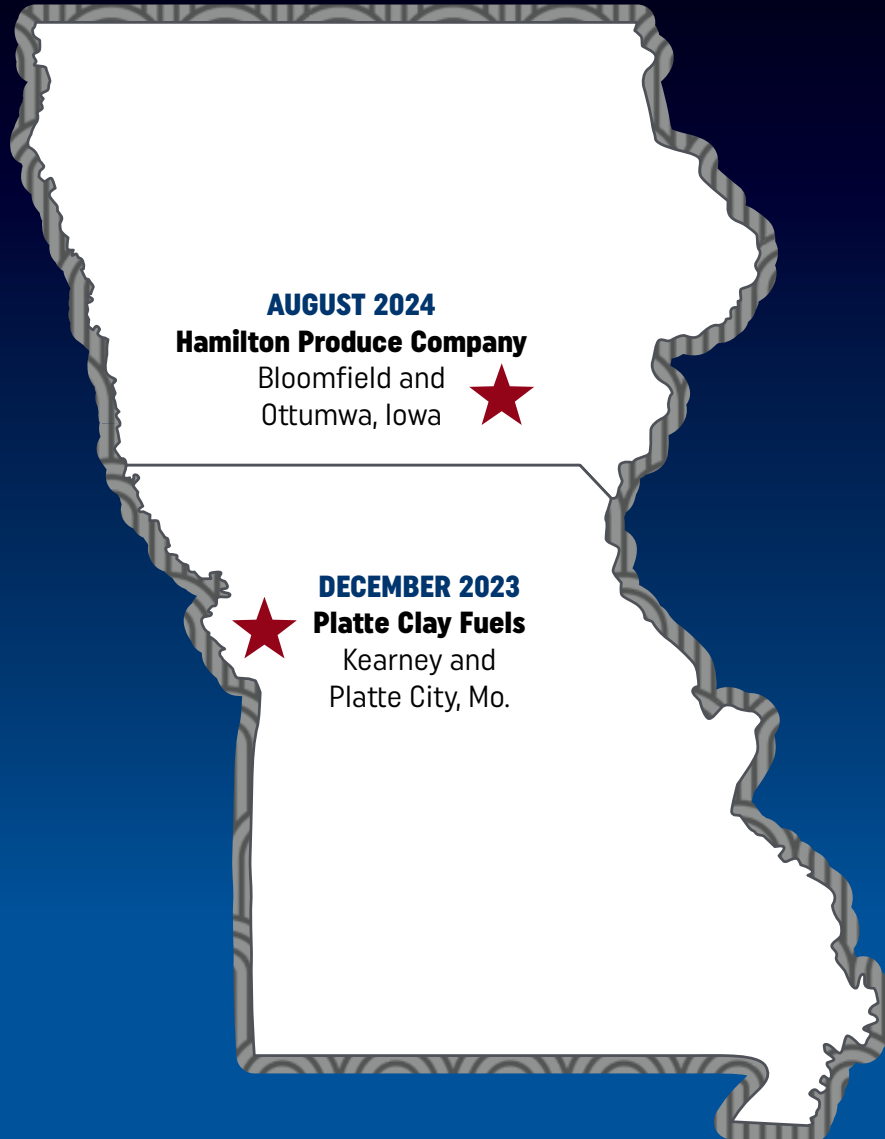 AUGUST 2024
Hamilton Produce Company
Bloomfield and
Ottumwa, Iowa
DECEMBER 2023
Platte Clay Fuels
Kearney and
Platte City, Mo.